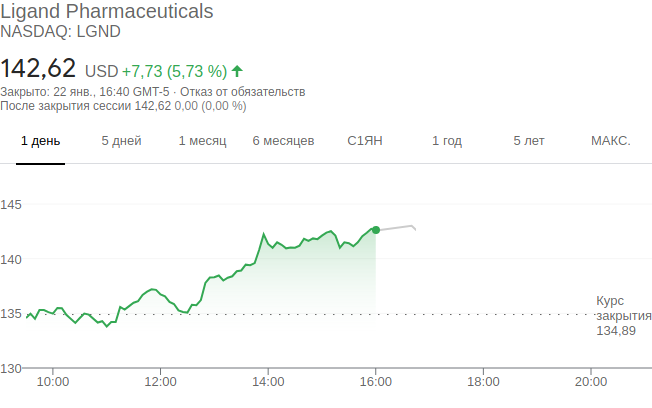 Ligand Pharmaceuticals
NASDAQ: LGND
142,62 USD +7,73 (5,73 %)
Закрыто: 22 янв., 16:40 GMT-5 · Отказ от обязательств
После закрытия сессии 142,62 0,00 (0,00 %)
1 день 5 дней 1 месяц 6 месяцев С1ЯН 1 год 5 лет МАКС.
145
140
135
130
Курс
закрытия
134,89
10:00 12:00 14:00 16:00 18:00 20:00